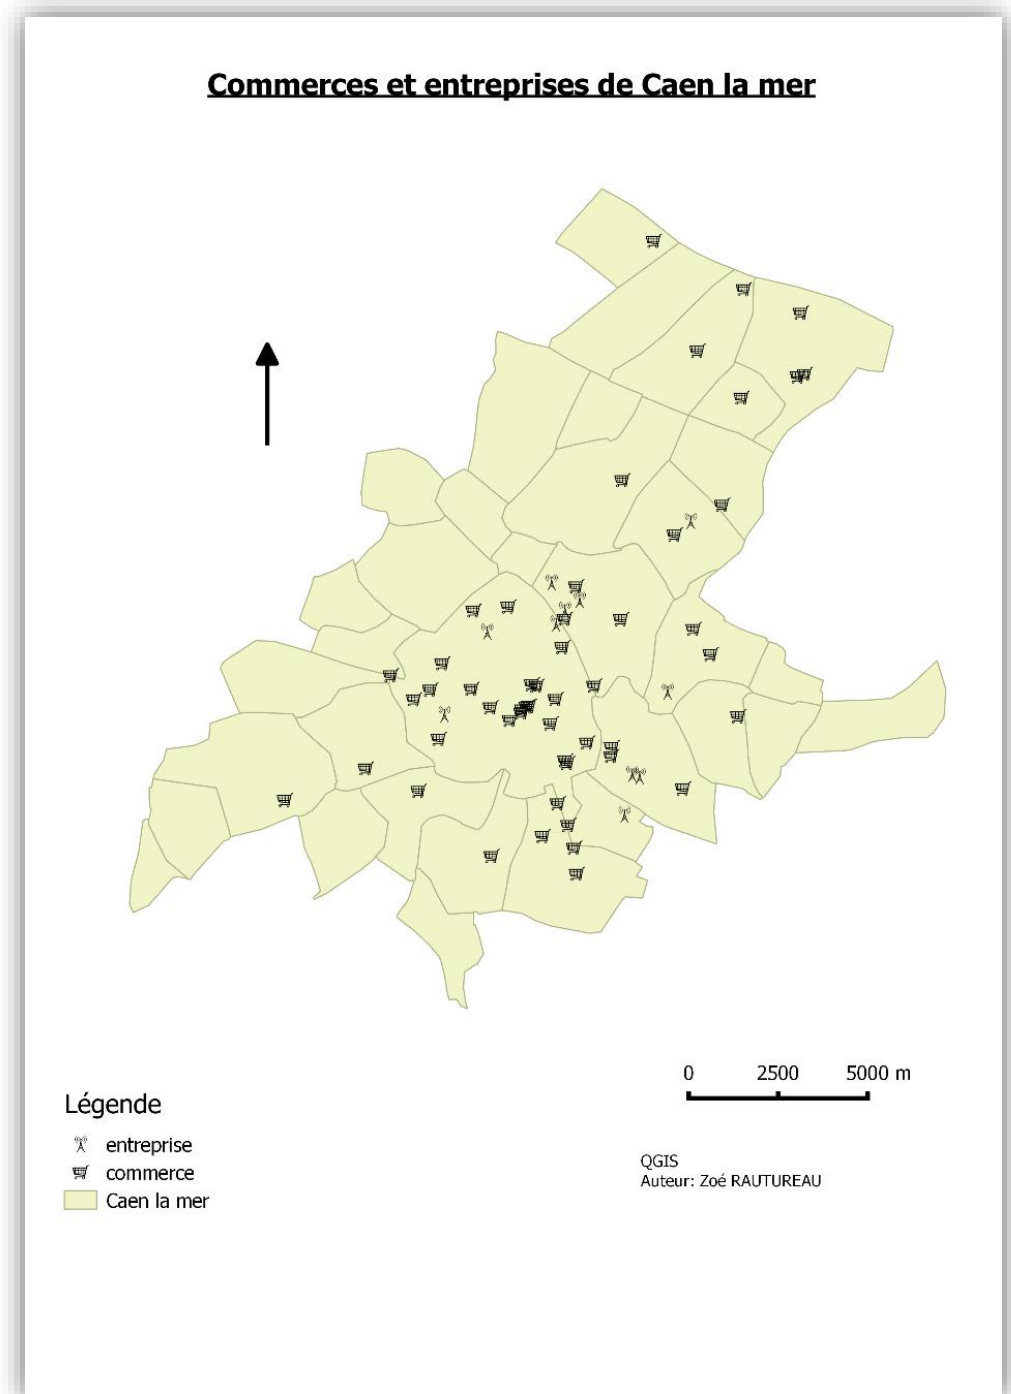 Commerces et entreprises de Caen la mer
0 2500 5000 m
Légende
entreprise
commerce
Caen la mer
QGIS
Auteur: Zoé RAUTUREAU